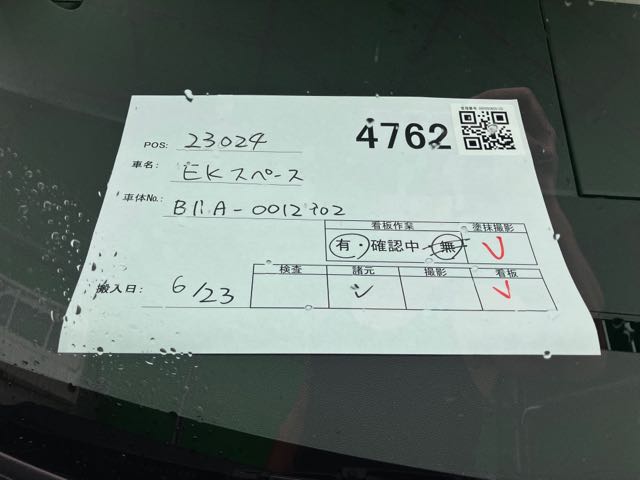 4762
POS: 23024
車名: EKスペース
車体No.: B11A-0012302
看板作業 塗抹撮影
有・確認中・無
検査 諸元 撮影 看板
搬入日: 6/23